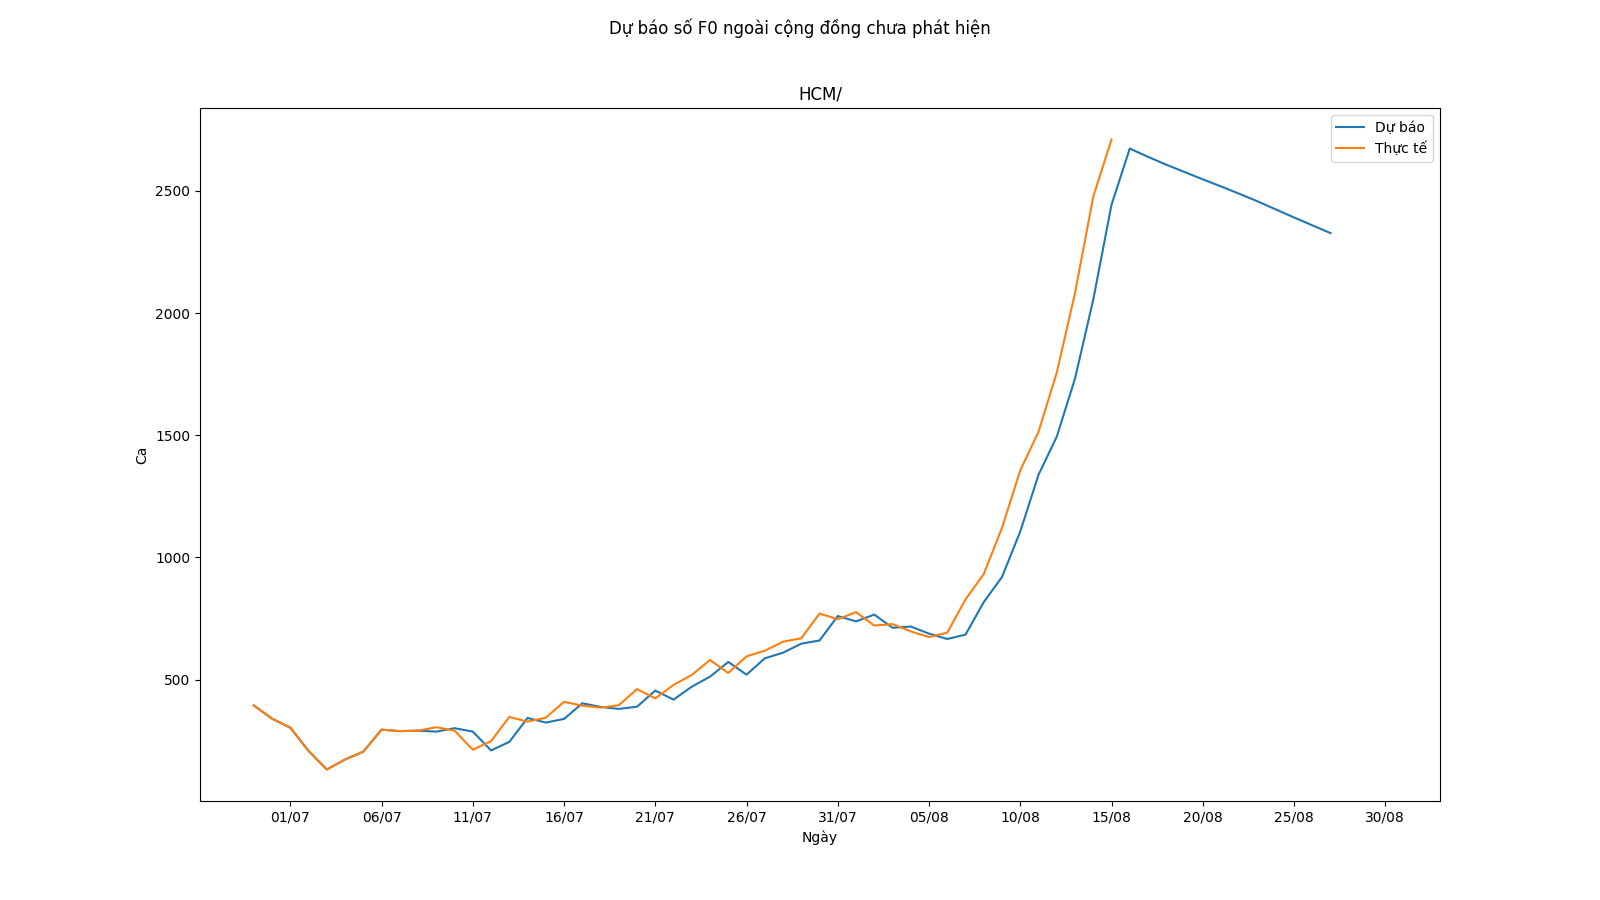 Dự báo số F0 ngoài cộng đồng chưa phát hiện
HCM/
Dự báo
Thực tế
2500
2000
1500
1000
500
Ca
01/07 06/07 11/07 16/07 21/07 26/07 31/07 05/08 10/08 15/08 20/08 25/08 30/08
Ngày